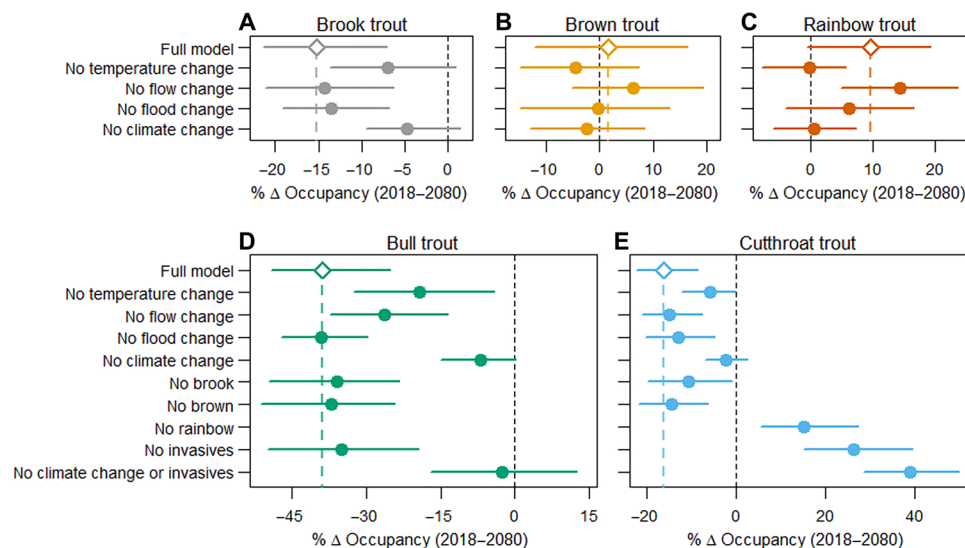 A Brook trout
B Brown trout
C Rainbow trout
Full model
No temperature change
No flow change
No flood change
No climate change
−20 −15 −10 −5 0
−10 0 10 20
0 10 20
% Δ Occupancy (2018−2080)
% Δ Occupancy (2018−2080)
% Δ Occupancy (2018−2080)
D Bull trout
E Cutthroat trout
Full model
No temperature change
No flow change
No flood change
No climate change
No brook
No brown
No rainbow
No invasives
No climate change or invasives
−45 −30 −15 0 15
−20 0 20 40
% Δ Occupancy (2018−2080)
% Δ Occupancy (2018−2080)